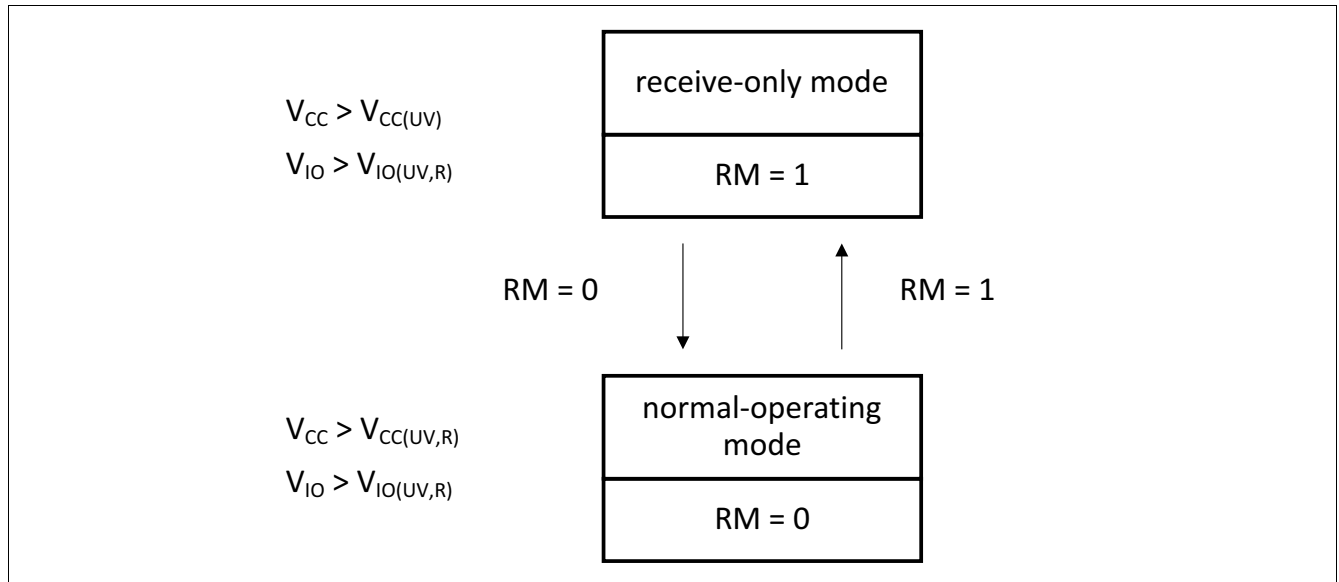 receive-only mode
V_CC > V_CC(UV)
V_IO > V_IO(UV,R)
RM = 1
RM = 0
RM = 1
normal-operating
mode
V_CC > V_CC(UV,R)
V_IO > V_IO(UV,R)
RM = 0